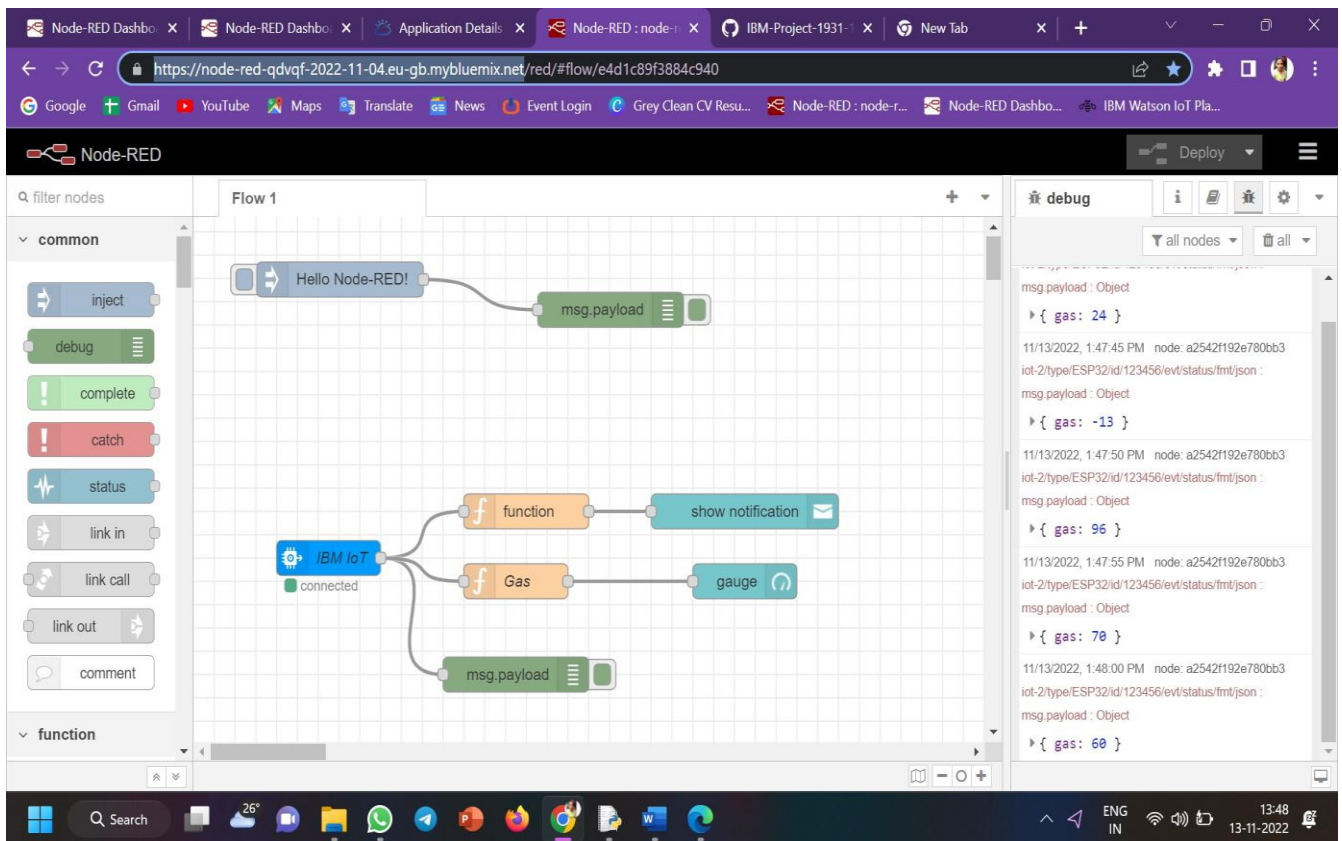 Node-RED Dashbo
Node-RED Dashbo
Application Details
Node-RED : node-r
IBM-Project-1931-1
New Tab
https://node-red-qdvqf-2022-11-04.eu-gb.mybluemix.net/red/#flow/e4d1c89f3884c940
Google
Gmail
YouTube
Maps
Translate
News
Event Login
Grey Clean CV Resu...
Node-RED : node-r...
Node-RED Dashbo...
IBM Watson IoT Pla...
Node-RED
Deploy
filter nodes
Flow 1
debug
all nodes
all
common
inject
debug
complete
catch
status
link in
link call
link out
comment
function
Hello Node-RED!
msg.payload
function
show notification
IBM IoT
connected
Gas
gauge
msg.payload
msg.payload : Object
{ gas: 24 }
11/13/2022, 1:47:45 PM node: a2542f192e780bb3
iot-2/type/ESP32/id/123456/evt/status/fmt/json :
msg.payload : Object
{ gas: -13 }
11/13/2022, 1:47:50 PM node: a2542f192e780bb3
iot-2/type/ESP32/id/123456/evt/status/fmt/json :
msg.payload : Object
{ gas: 96 }
11/13/2022, 1:47:55 PM node: a2542f192e780bb3
iot-2/type/ESP32/id/123456/evt/status/fmt/json :
msg.payload : Object
{ gas: 70 }
11/13/2022, 1:48:00 PM node: a2542f192e780bb3
iot-2/type/ESP32/id/123456/evt/status/fmt/json :
msg.payload : Object
{ gas: 60 }
Search
26°
ENG
IN
13:48
13-11-2022